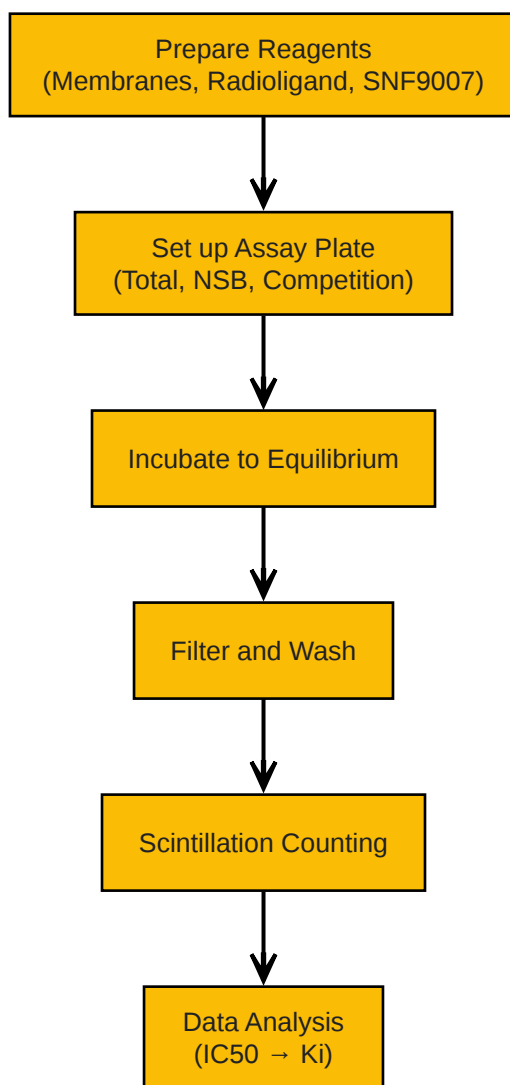 Prepare Reagents
(Membranes, Radioligand, SNF9007)
Set up Assay Plate
(Total, NSB, Competition)
Incubate to Equilibrium
Filter and Wash
Scintillation Counting
Data Analysis
(IC50 → Ki)